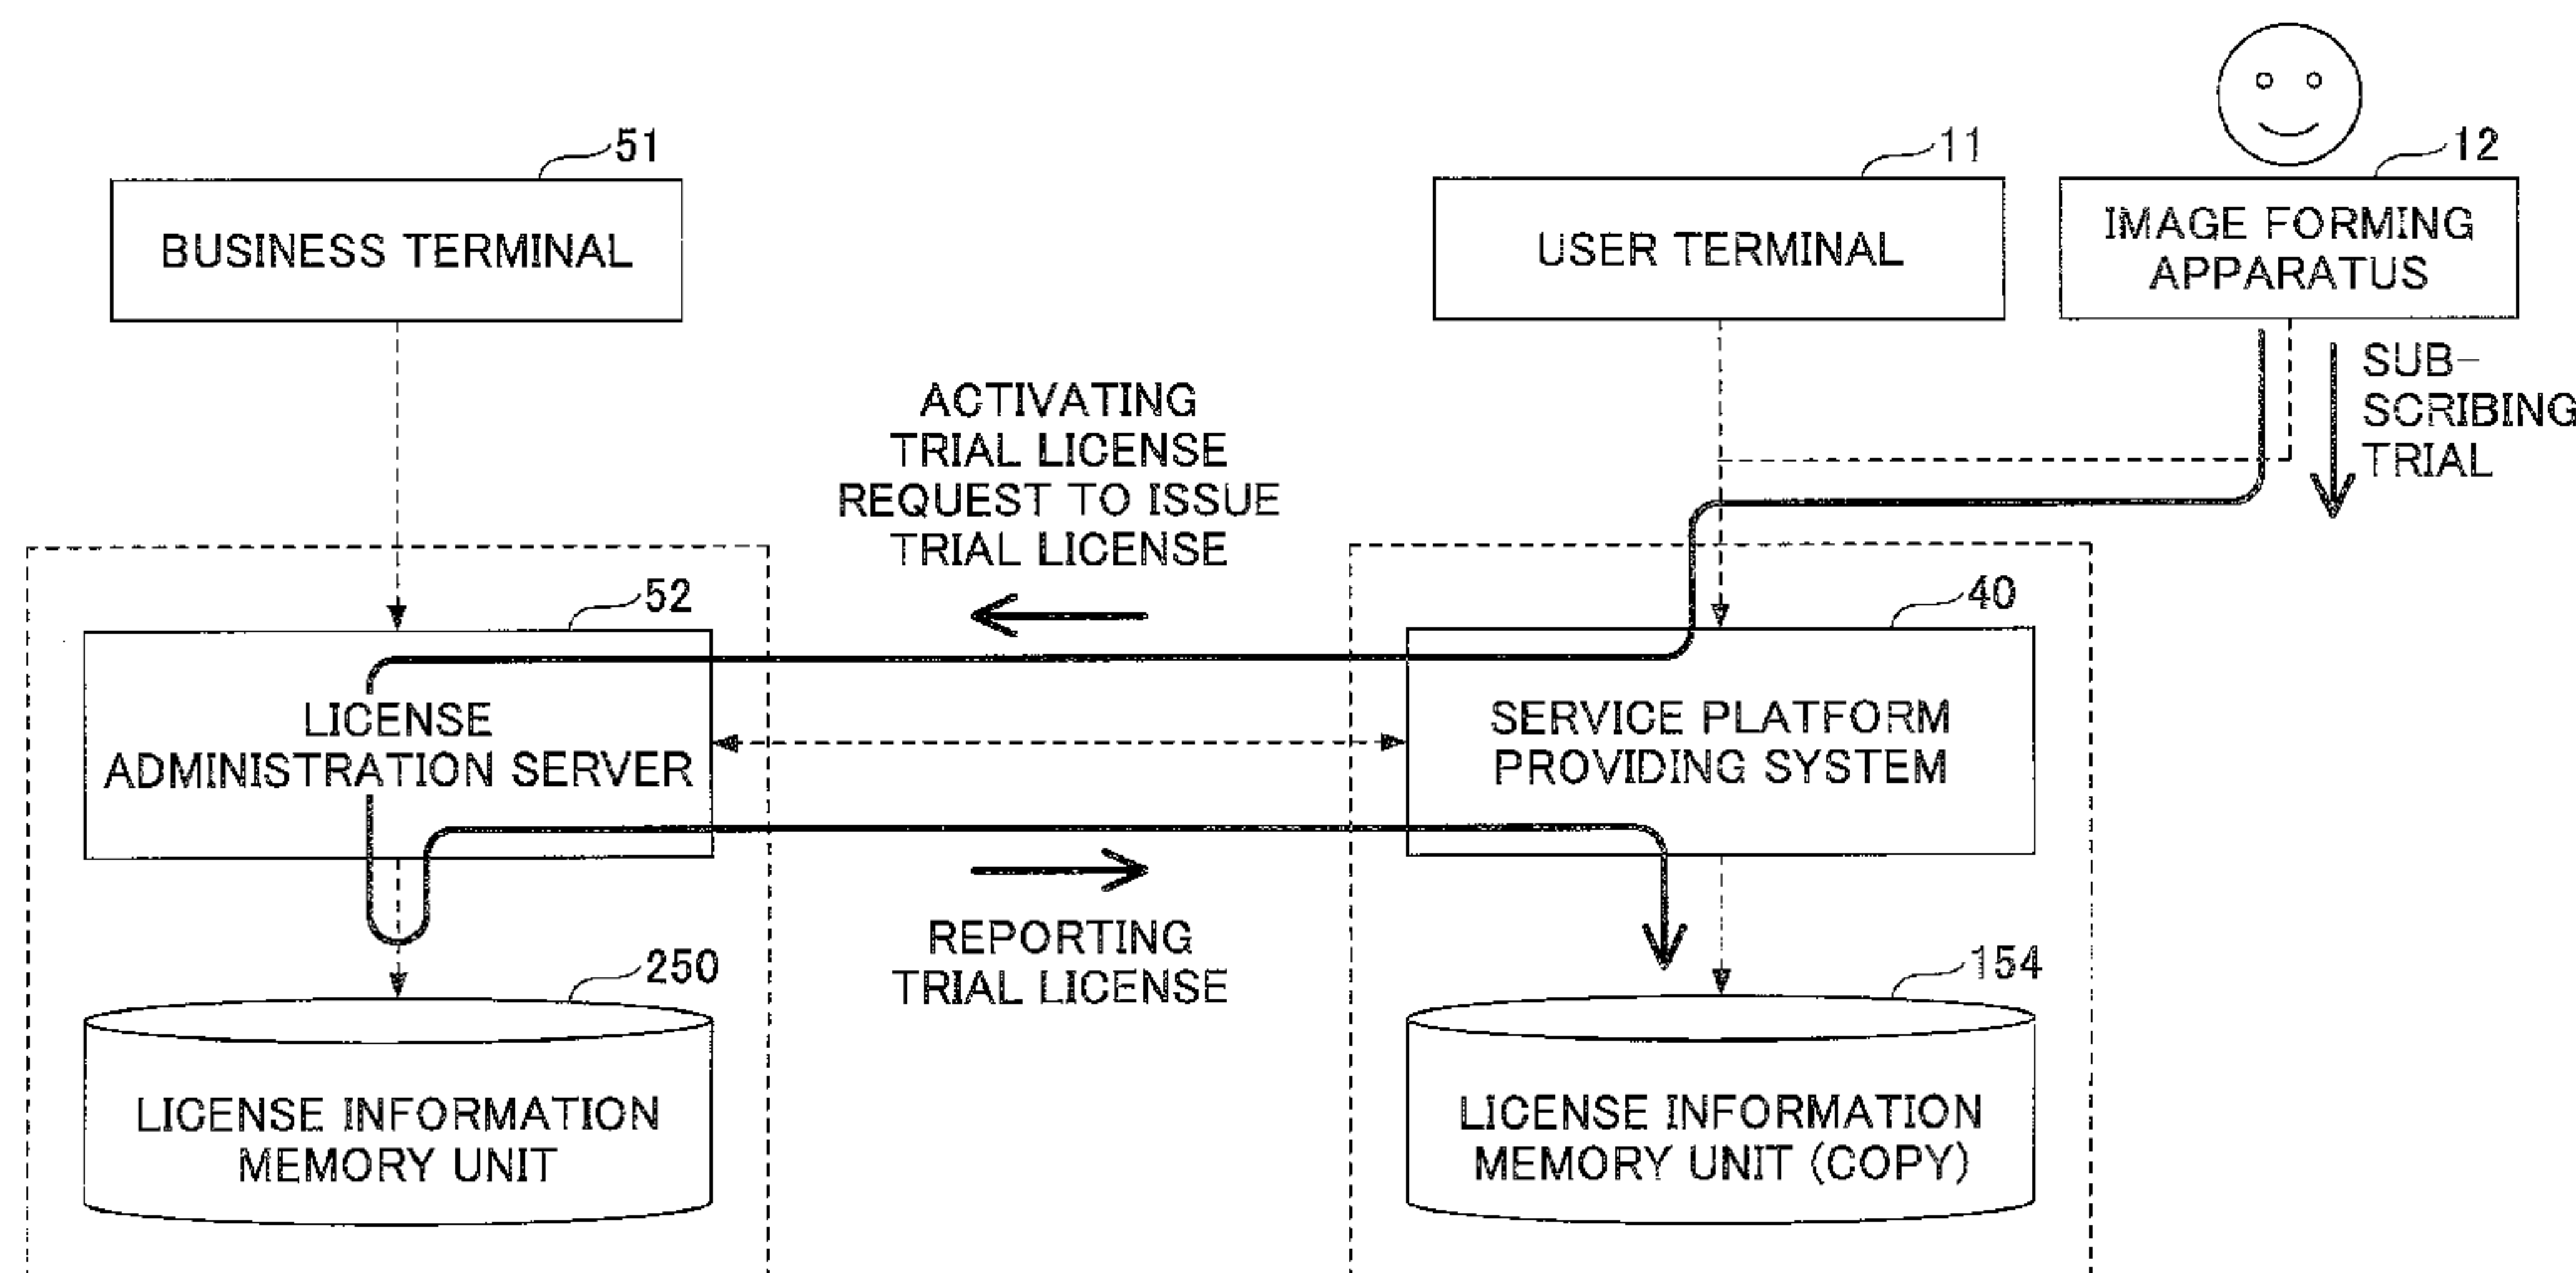 51
BUSINESS TERMINAL
11
USER TERMINAL
12
IMAGE FORMING
APPARATUS
SUB-
SCRIBING
TRIAL
ACTIVATING
TRIAL LICENSE
REQUEST TO ISSUE
TRIAL LICENSE
52
LICENSE
ADMINISTRATION SERVER
40
SERVICE PLATFORM
PROVIDING SYSTEM
REPORTING
TRIAL LICENSE
250
LICENSE INFORMATION
MEMORY UNIT
154
LICENSE INFORMATION
MEMORY UNIT (COPY)